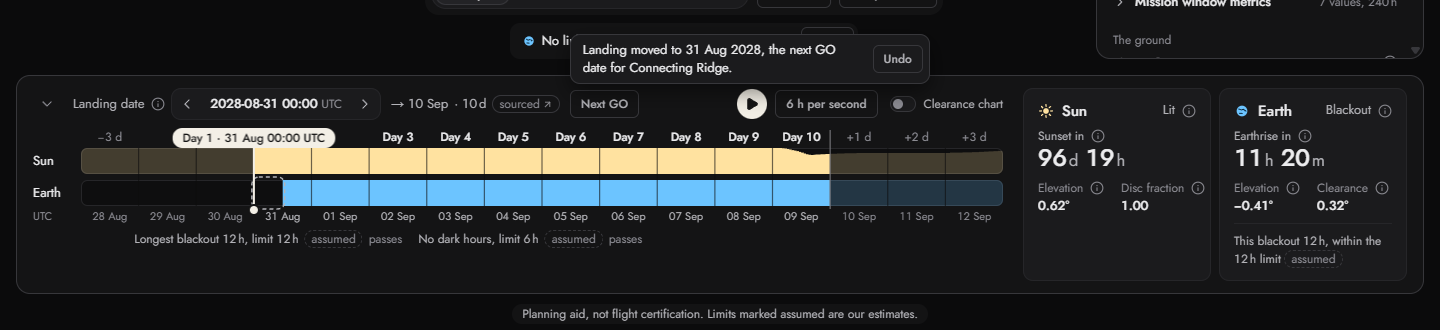 Mission window metrics 7 values, 240 h
The ground
No li
Landing moved to 31 Aug 2028, the next GO
date for Connecting Ridge.
Undo
Landing date 2028-08-31 00:00 UTC → 10 Sep · 10 d sourced ↗ Next GO 6 h per second Clearance chart
−3 d Day 1 · 31 Aug 00:00 UTC Day 3 Day 4 Day 5 Day 6 Day 7 Day 8 Day 9 Day 10 +1 d +2 d +3 d
Sun
Earth
UTC 28 Aug 29 Aug 30 Aug 31 Aug 01 Sep 02 Sep 03 Sep 04 Sep 05 Sep 06 Sep 07 Sep 08 Sep 09 Sep 10 Sep 11 Sep 12 Sep
Longest blackout 12 h, limit 12 h assumed passes No dark hours, limit 6 h assumed passes
Sun Lit
Sunset in
96 d 19 h
Elevation Disc fraction
0.62° 1.00
Earth Blackout
Earthrise in
11 h 20 m
Elevation Clearance
−0.41° 0.32°
This blackout 12 h, within the
12 h limit assumed
Planning aid, not flight certification. Limits marked assumed are our estimates.